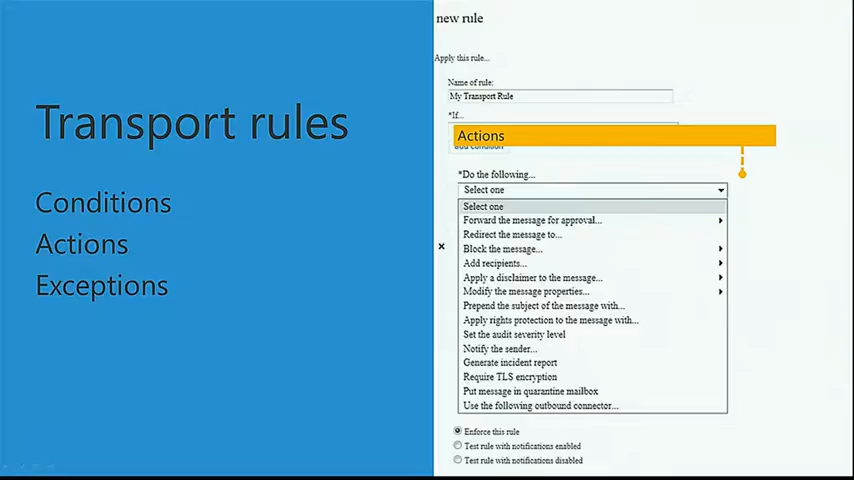 Transport rules
Conditions
Actions
Exceptions
new rule
Apply this rule...
Name of rule:
My Transport Rule
*If...
Actions
add condition
*Do the following...
Select one
Select one
Forward the message for approval...
Redirect the message to...
Block the message...
Add recipients...
Apply a disclaimer to the message...
Modify the message properties...
Prepend the subject of the message with...
Apply rights protection to the message with...
Set the audit severity level
Notify the sender...
Generate incident report
Require TLS encryption
Put message in quarantine mailbox
Use the following outbound connector...
Enforce this rule
Test rule with notifications enabled
Test rule with notifications disabled